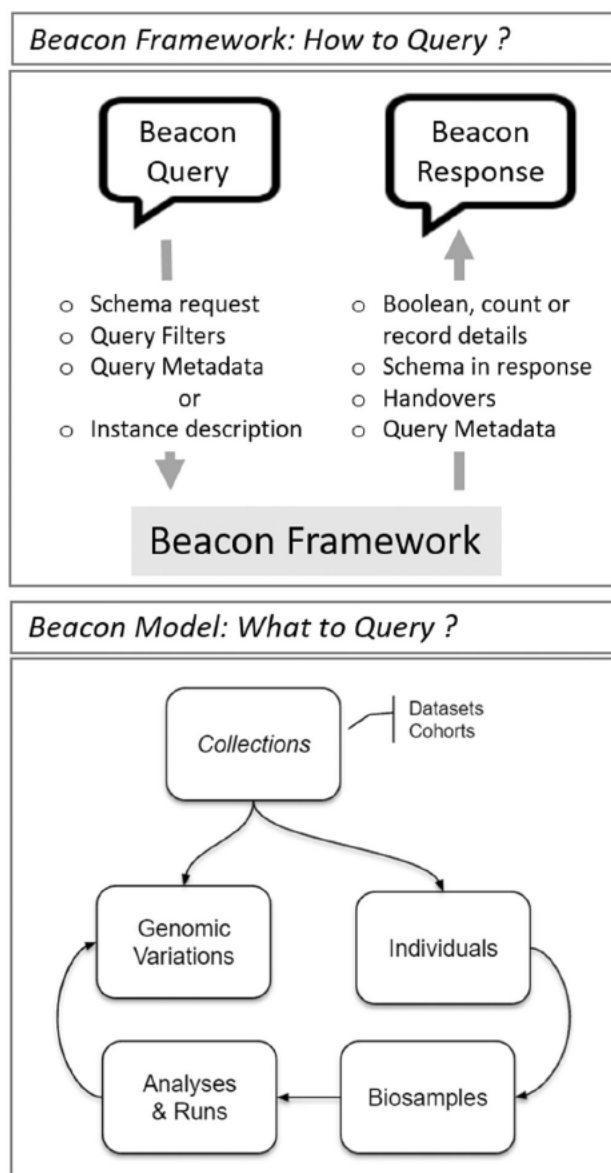 Beacon Framework: How to Query ?
Beacon
Query
Beacon
Response
o Schema request
o Query Filters
o Query Metadata
or
o Instance description
o Boolean, count or
record details
o Schema in response
o Handovers
o Query Metadata
Beacon Framework
Beacon Model: What to Query ?
Collections
Datasets
Cohorts
Genomic
Variations
Individuals
Analyses
& Runs
Biosamples